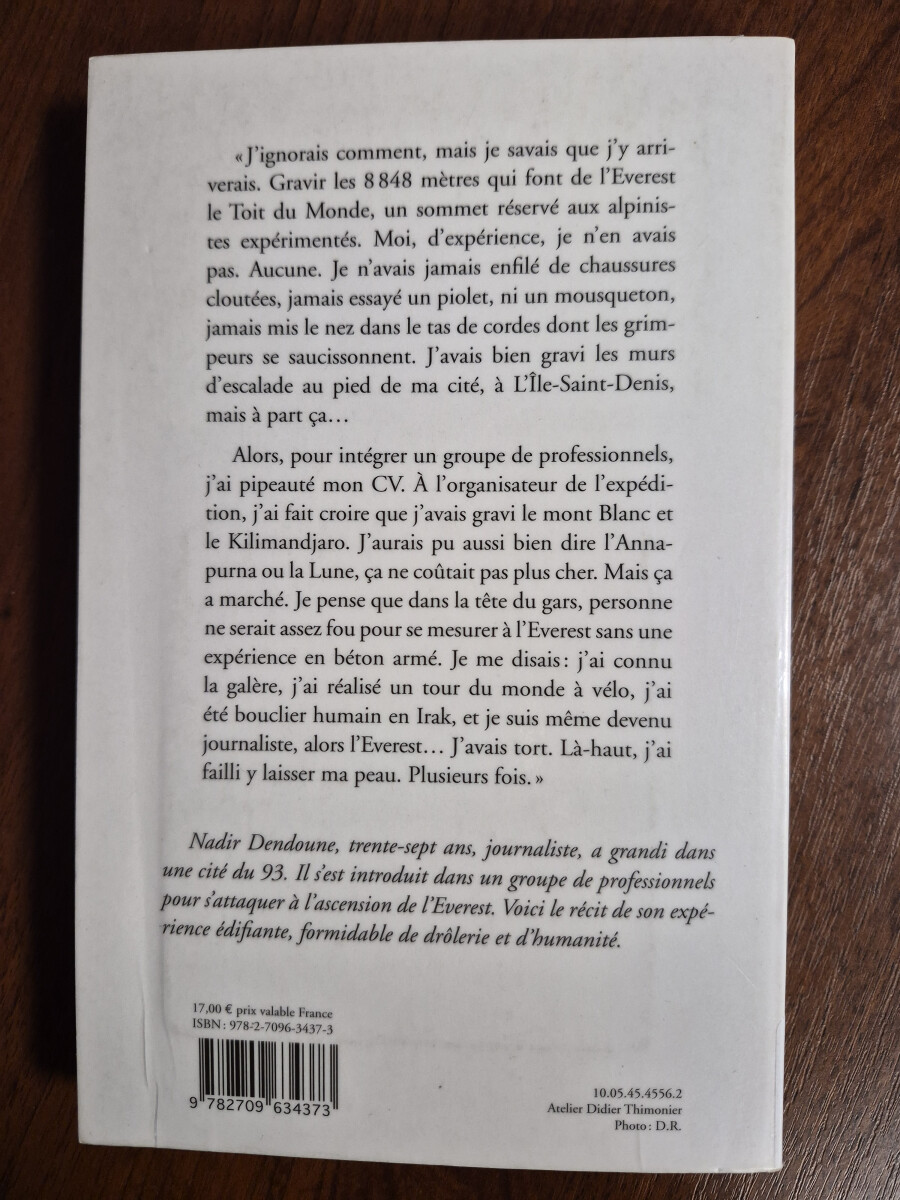 « J'ignorais comment, mais je savais que j'y arri-
verais. Gravir les 8 848 mètres qui font de l'Everest
le Toit du Monde, un sommet réservé aux alpinis-
tes expérimentés. Moi, d'expérience, je n'en avais
pas. Aucune. Je n'avais jamais enfilé de chaussures
cloutées, jamais essayé un piolet, ni un mousqueton,
jamais mis le nez dans le tas de cordes dont les grim-
peurs se saucissonnent. J'avais bien gravi les murs
d'escalade au pied de ma cité, à L'Île-Saint-Denis,
mais à part ça…
Alors, pour intégrer un groupe de professionnels,
j'ai pipeauté mon CV. À l'organisateur de l'expédi-
tion, j'ai fait croire que j'avais gravi le mont Blanc et
le Kilimandjaro. J'aurais pu aussi bien dire l'Anna-
purna ou la Lune, ça ne coûtait pas plus cher. Mais ça
a marché. Je pense que dans la tête du gars, personne
ne serait assez fou pour se mesurer à l'Everest sans une
expérience en béton armé. Je me disais : j'ai connu
la galère, j'ai réalisé un tour du monde à vélo, j'ai
été bouclier humain en Irak, et je suis même devenu
journaliste, alors l'Everest… J'avais tort. Là-haut, j'ai
failli y laisser ma peau. Plusieurs fois. »
Nadir Dendoune, trente-sept ans, journaliste, a grandi dans
une cité du 93. Il s'est introduit dans un groupe de professionnels
pour s'attaquer à l'ascension de l'Everest. Voici le récit de son expé-
rience édifiante, formidable de drôlerie et d'humanité.
17,00 € prix valable France
ISBN : 978-2-7096-3437-3
9 782709 634373
10.05.45.4556.2
Atelier Didier Thimonier
Photo : D.R.